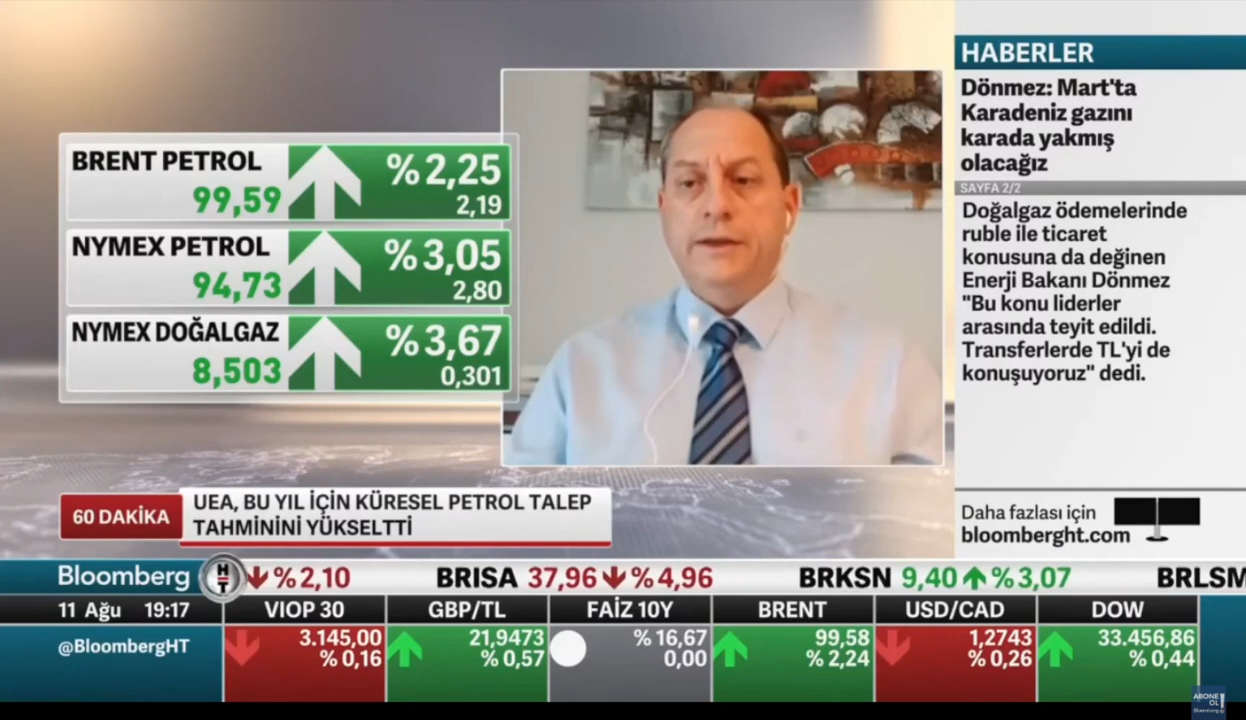 BRENT PETROL
99,59
%2,25
2,19
NYMEX PETROL
94,73
%3,05
2,80
NYMEX DOĞALGAZ
8,503
%3,67
0,301
HABERLER
Dönmez: Mart'ta
Karadeniz gazını
karada yakmış
olacağız
SAYFA 2/2
Doğalgaz ödemelerinde
ruble ile ticaret
konusuna da değinen
Enerji Bakanı Dönmez
"Bu konu liderler
arasında teyit edildi.
Transferlerde TL'yi de
konuşuyoruz" dedi.
Daha fazlası için
bloomberght.com
60 DAKİKA
UEA, BU YIL İÇİN KÜRESEL PETROL TALEP
TAHMİNİNİ YÜKSELTTİ
Bloomberg HT %2,10 BRISA 37,96 %4,96 BRKSN 9,40 %3,07 BRLSM
11 Ağu 19:17
@BloombergHT
VIOP 30
3.145,00
% 0,16
GBP/TL
21,9473
% 0,57
FAİZ 10Y
% 16,67
0,00
BRENT
99,58
% 2,24
USD/CAD
1,2743
% 0,26
DOW
33.456,86
% 0,44
ABONE
OL!
Bloomberg